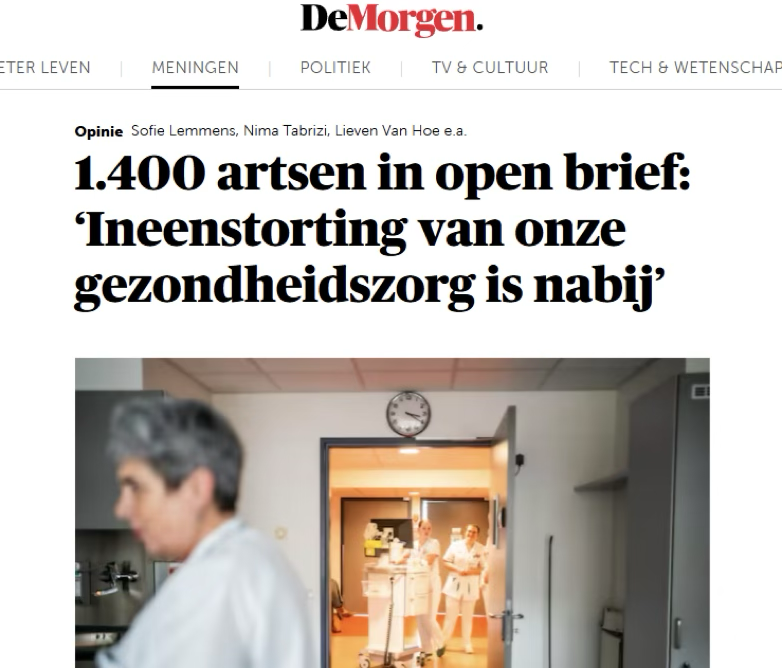 DeMorgen.
ETER LEVEN | MENINGEN | POLITIEK | TV & CULTUUR | TECH & WETENSCHAP
Opinie Sofie Lemmens, Nima Tabrizi, Lieven Van Hoe e.a.
1.400 artsen in open brief:
‘Ineenstorting van onze
gezondheidszorg is nabij’